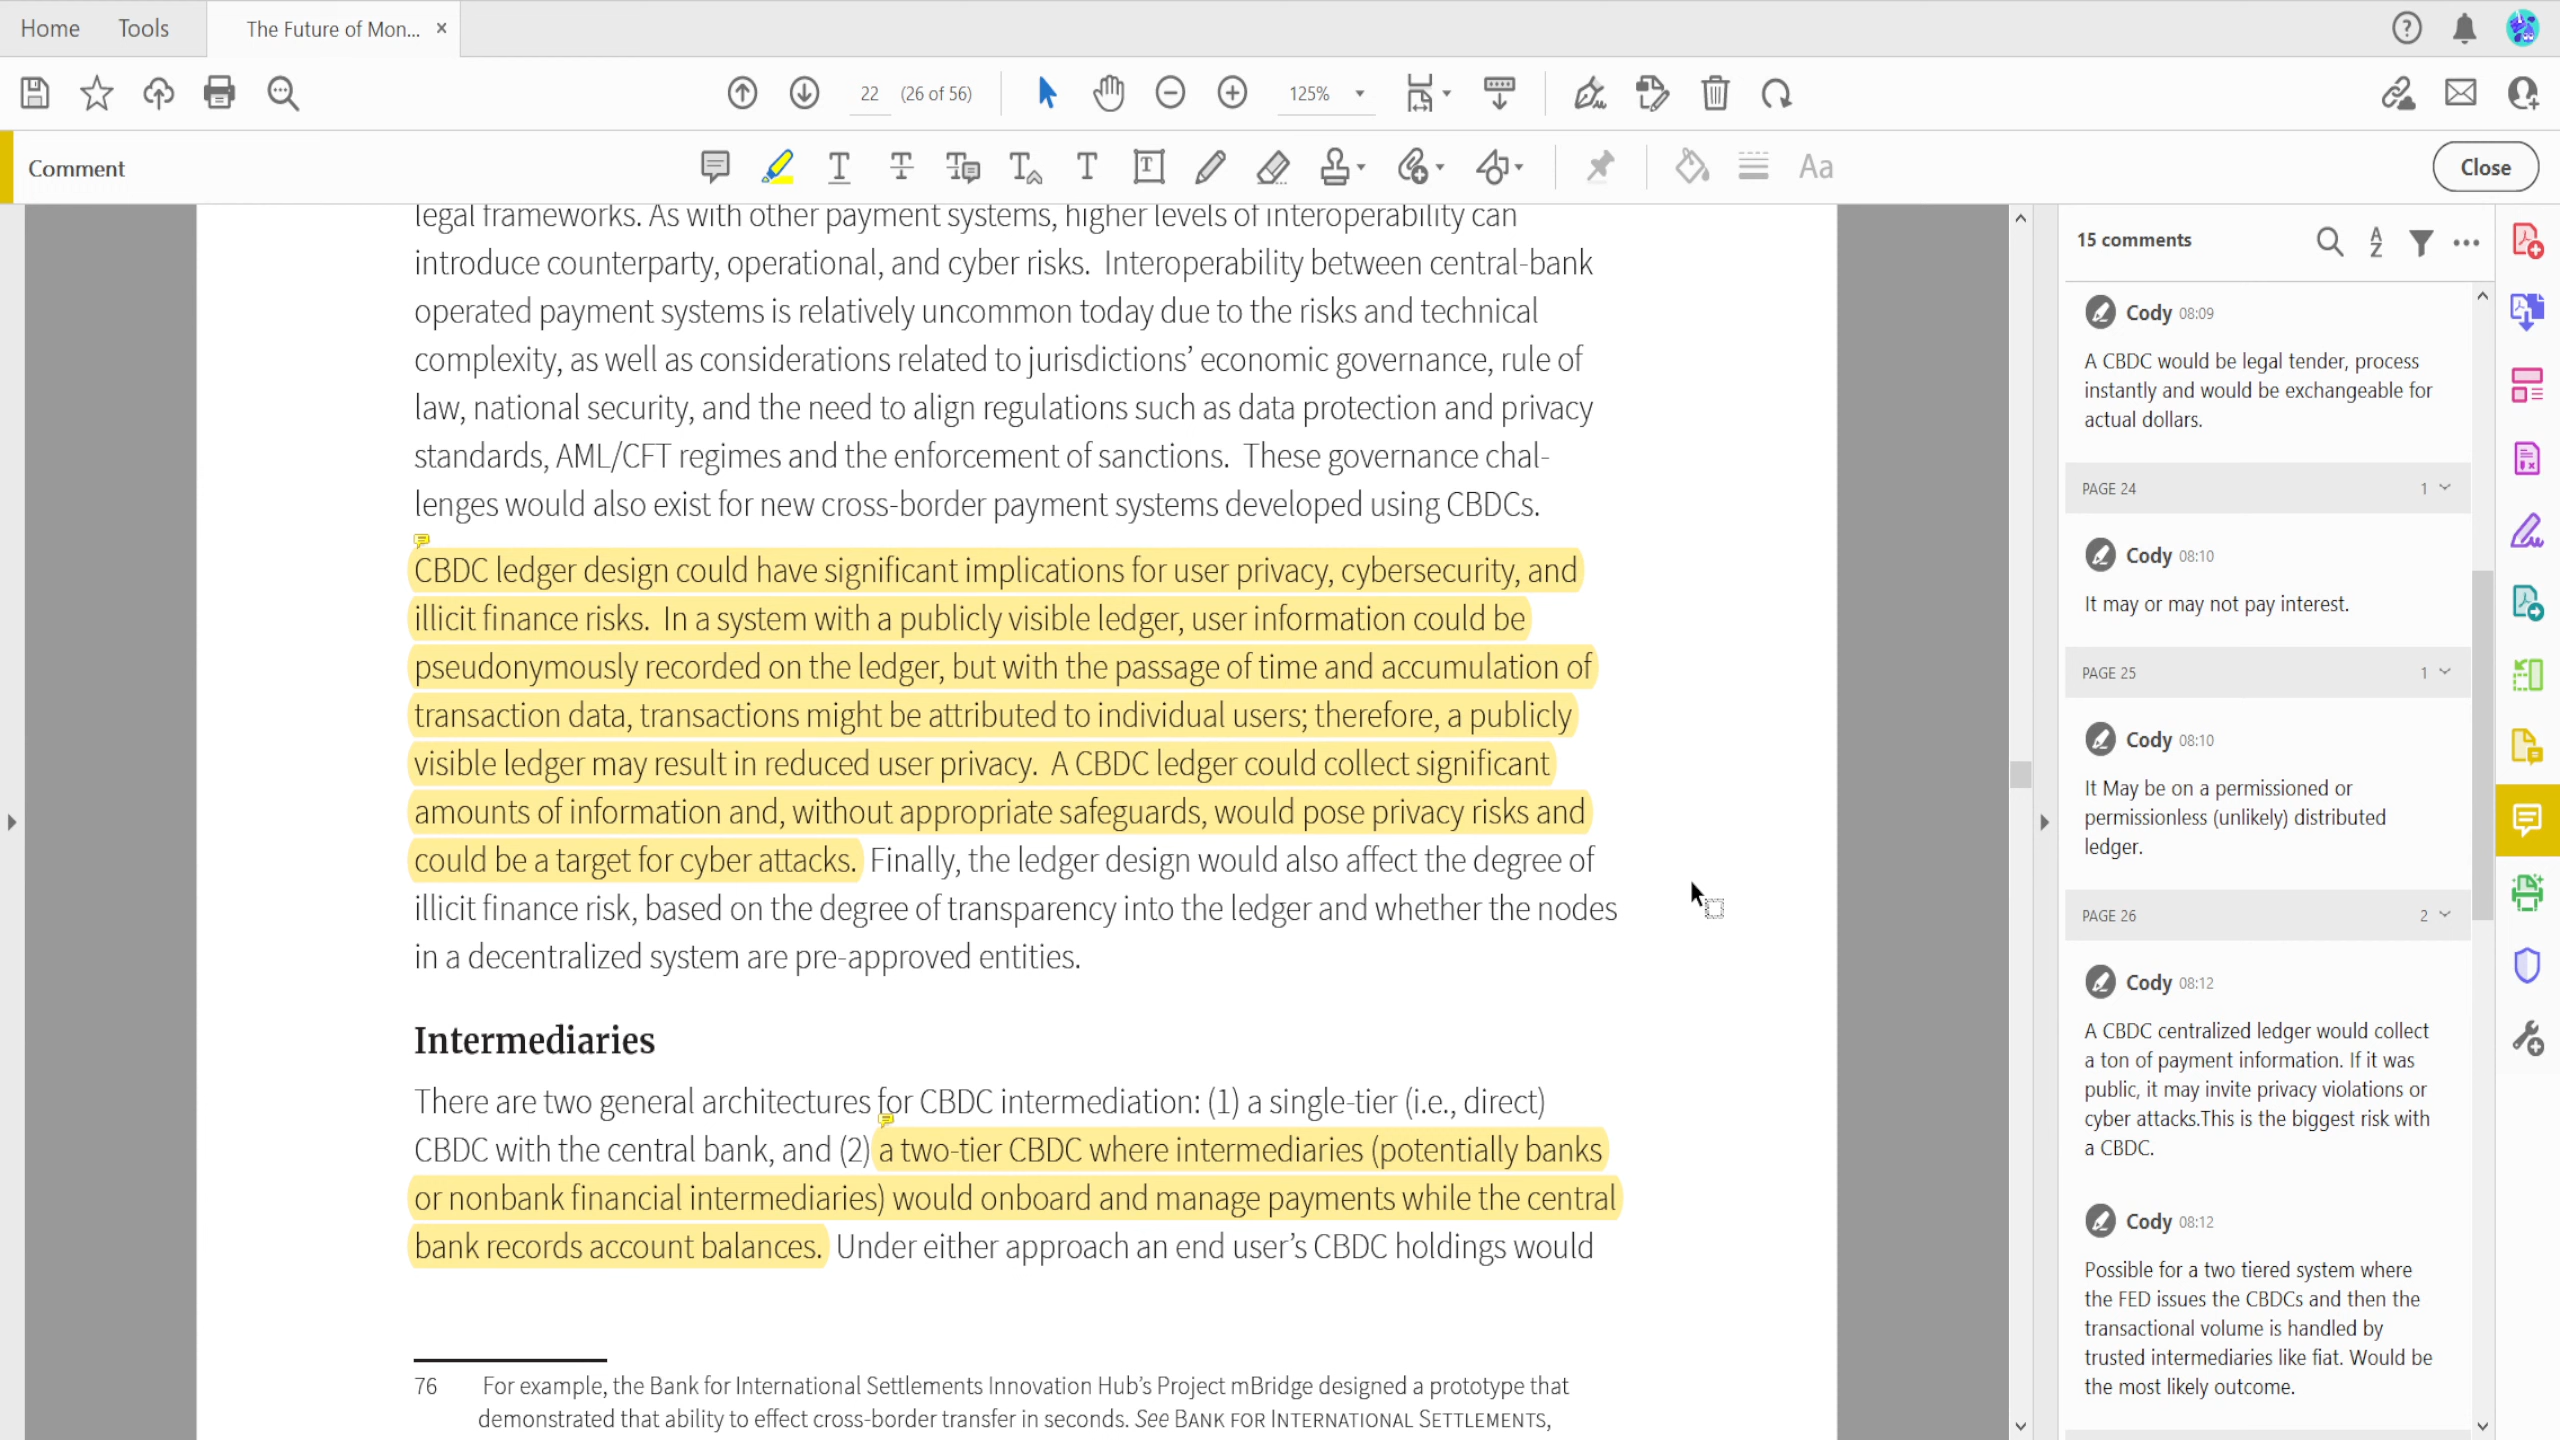 Home Tools The Future of Mon... ×
22 (26 of 56) 125%
Comment Close
legal frameworks. As with other payment systems, higher levels of interoperability can
introduce counterparty, operational, and cyber risks. Interoperability between central-bank
operated payment systems is relatively uncommon today due to the risks and technical
complexity, as well as considerations related to jurisdictions’ economic governance, rule of
law, national security, and the need to align regulations such as data protection and privacy
standards, AML/CFT regimes and the enforcement of sanctions. These governance chal-
lenges would also exist for new cross-border payment systems developed using CBDCs.
CBDC ledger design could have significant implications for user privacy, cybersecurity, and
illicit finance risks. In a system with a publicly visible ledger, user information could be
pseudonymously recorded on the ledger, but with the passage of time and accumulation of
transaction data, transactions might be attributed to individual users; therefore, a publicly
visible ledger may result in reduced user privacy. A CBDC ledger could collect significant
amounts of information and, without appropriate safeguards, would pose privacy risks and
could be a target for cyber attacks. Finally, the ledger design would also affect the degree of
illicit finance risk, based on the degree of transparency into the ledger and whether the nodes
in a decentralized system are pre-approved entities.
Intermediaries
There are two general architectures for CBDC intermediation: (1) a single-tier (i.e., direct)
CBDC with the central bank, and (2) a two-tier CBDC where intermediaries (potentially banks
or nonbank financial intermediaries) would onboard and manage payments while the central
bank records account balances. Under either approach an end user’s CBDC holdings would
76 For example, the Bank for International Settlements Innovation Hub’s Project mBridge designed a prototype that
demonstrated that ability to effect cross-border transfer in seconds. See BANK FOR INTERNATIONAL SETTLEMENTS,
15 comments
Cody 08:09
A CBDC would be legal tender, process
instantly and would be exchangeable for
actual dollars.
PAGE 24 1
Cody 08:10
It may or may not pay interest.
PAGE 25 1
Cody 08:10
It May be on a permissioned or
permissionless (unlikely) distributed
ledger.
PAGE 26 2
Cody 08:12
A CBDC centralized ledger would collect
a ton of payment information. If it was
public, it may invite privacy violations or
cyber attacks.This is the biggest risk with
a CBDC.
Cody 08:12
Possible for a two tiered system where
the FED issues the CBDCs and then the
transactional volume is handled by
trusted intermediaries like fiat. Would be
the most likely outcome.